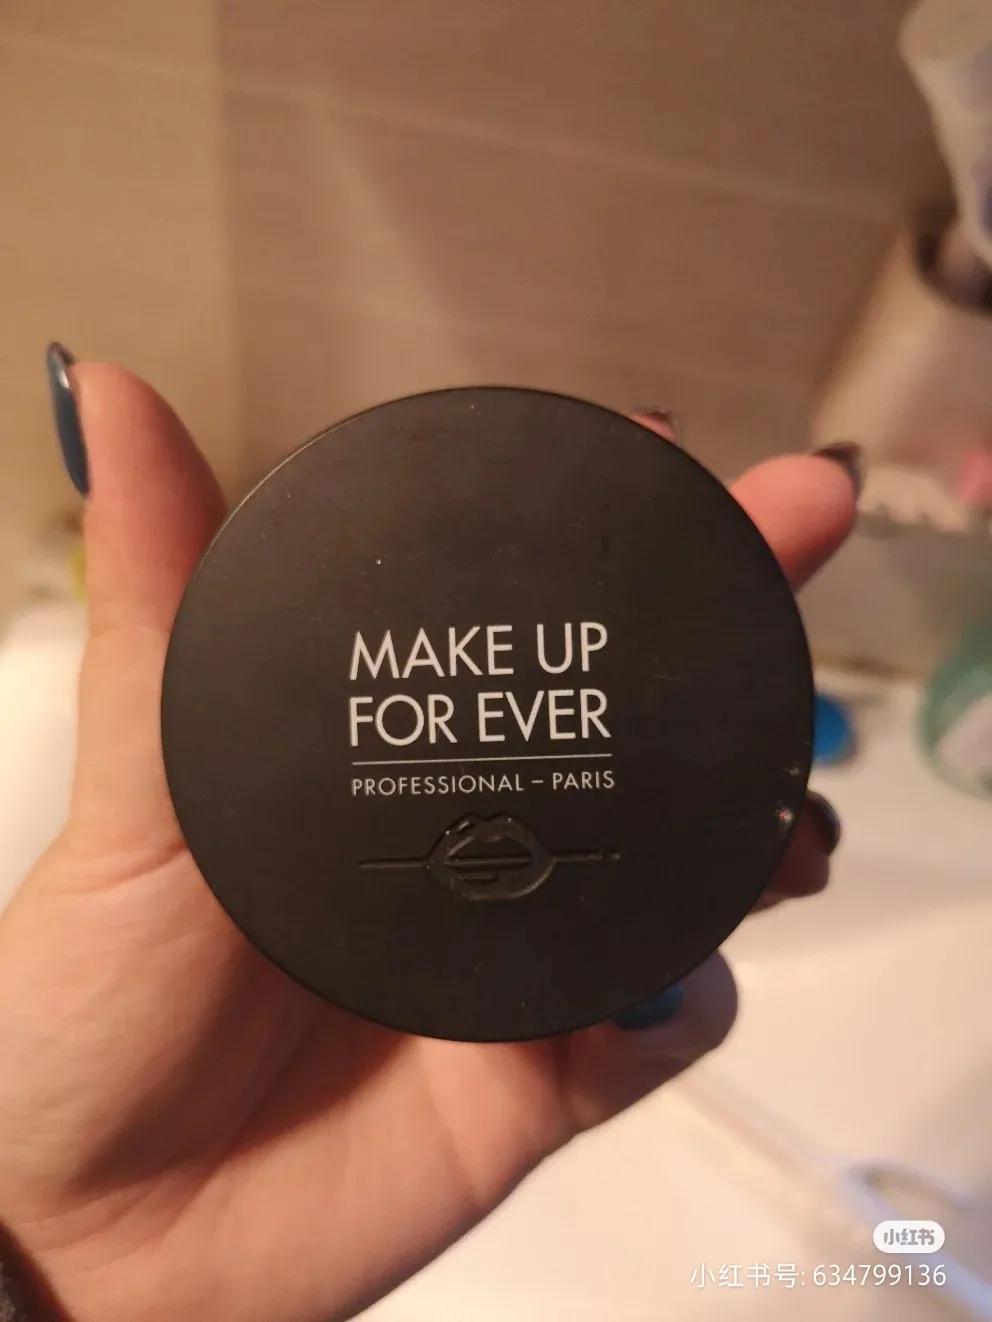 MAKE UP
FOR EVER
PROFESSIONAL – PARIS
小红书
小红书号: 634799136